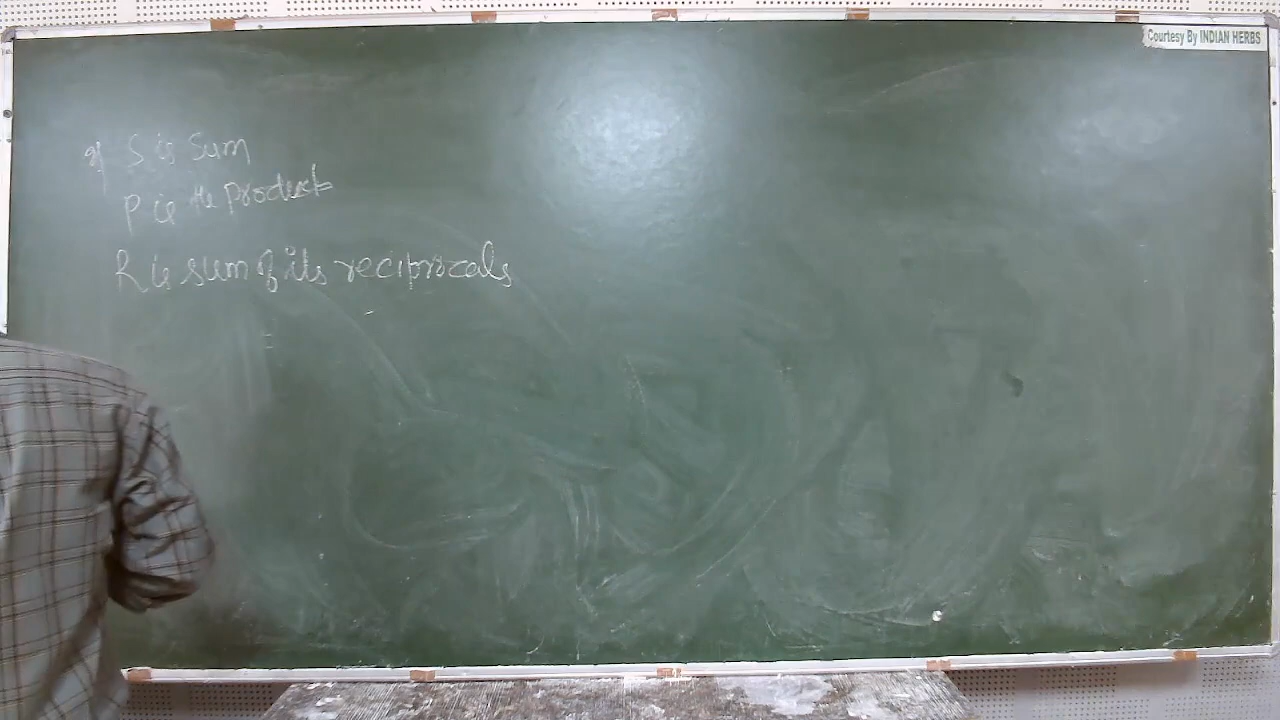 If S is Sum
P is the Product
R is sum of its reciprocals
Courtesy By INDIAN HERBS